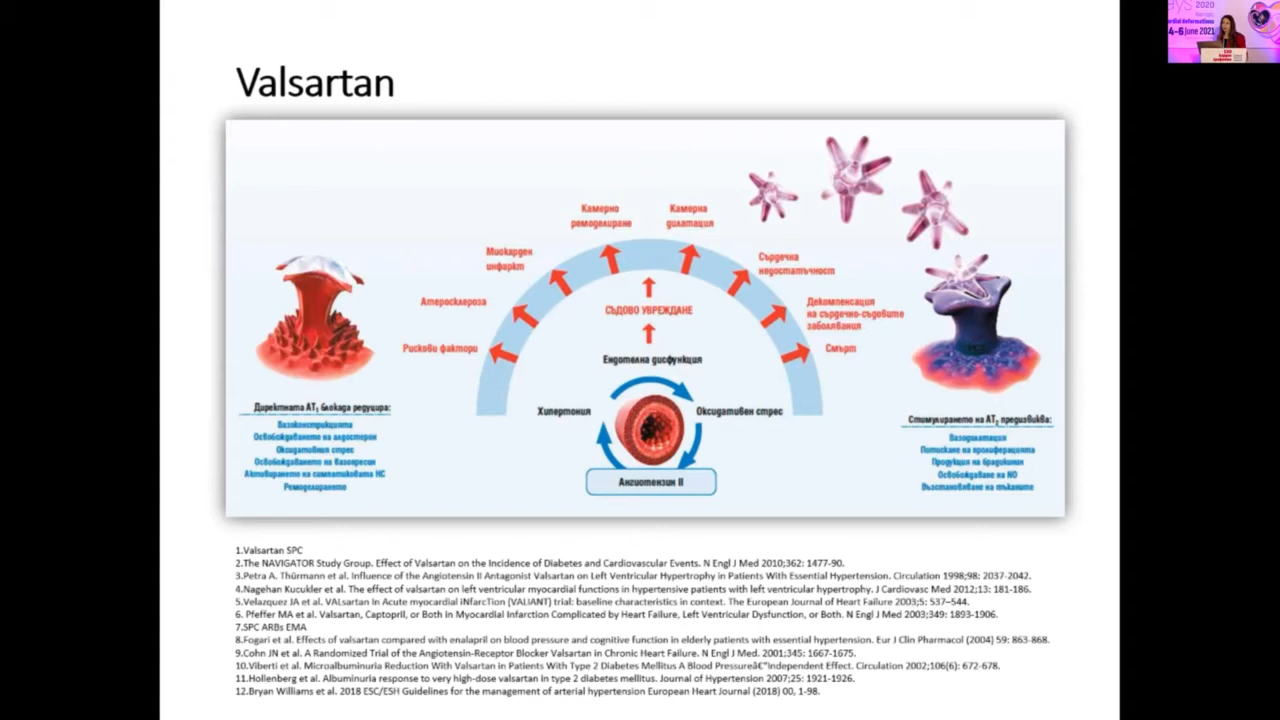 2020
4-6 June 2021
Valsartan
Камерно
ремоделиране
Камерна
дилатация
Миокарден
инфаркт
Сърдечна
недостатъчност
Атеросклероза
СЪДОВО УВРЕЖДАНЕ
Декомпенсация
на сърдечно-съдовите
заболявания
Рискови фактори
Смърт
Ендотелна дисфункция
Хипертония
Оксидативен стрес
Ангиотензин II
Директната AT1 блокада редуцира:
Вазоконстрикцията
Освобождаването на алдостерон
Оксидативния стрес
Освобождаването на вазопресин
Активирането на симпатиковата НС
Ремоделирането
Стимулирането на AT2 предизвиква:
Вазодилатация
Потискане на пролиферацията
Продукция на брадикинин
Освобождаване на NO
Възстановяване на тъканите
1.Valsartan SPC
2.The NAVIGATOR Study Group. Effect of Valsartan on the Incidence of Diabetes and Cardiovascular Events. N Engl J Med 2010;362: 1477-90.
3.Petra A. Thürmann et al. Influence of the Angiotensin II Antagonist Valsartan on Left Ventricular Hypertrophy in Patients With Essential Hypertension. Circulation 1998;98: 2037-2042.
4.Nagehan Kucukler et al. The effect of valsartan on left ventricular myocardial functions in hypertensive patients with left ventricular hypertrophy. J Cardiovasc Med 2012;13: 181-186.
5.Velazquez JA et al. VALsartan In Acute myocardial iNfarcTion (VALIANT) trial: baseline characteristics in context. The European Journal of Heart Failure 2003;5: 537–544.
6. Pfeffer MA et al. Valsartan, Captopril, or Both in Myocardial Infarction Complicated by Heart Failure, Left Ventricular Dysfunction, or Both. N Engl J Med 2003;349: 1893-1906.
7.SPC ARBs EMA
8.Fogari et al. Effects of valsartan compared with enalapril on blood pressure and cognitive function in elderly patients with essential hypertension. Eur J Clin Pharmacol (2004) 59: 863-868.
9.Cohn JN et al. A Randomized Trial of the Angiotensin-Receptor Blocker Valsartan in Chronic Heart Failure. N Engl J Med. 2001;345: 1667-1675.
10.Viberti et al. Microalbuminuria Reduction With Valsartan in Patients With Type 2 Diabetes Mellitus A Blood Pressureâ€“Independent Effect. Circulation 2002;106(6): 672-678.
11.Hollenberg et al. Albuminuria response to very high-dose valsartan in type 2 diabetes mellitus. Journal of Hypertension 2007;25: 1921-1926.
12.Bryan Williams et al. 2018 ESC/ESH Guidelines for the management of arterial hypertension European Heart Journal (2018) 00, 1-98.